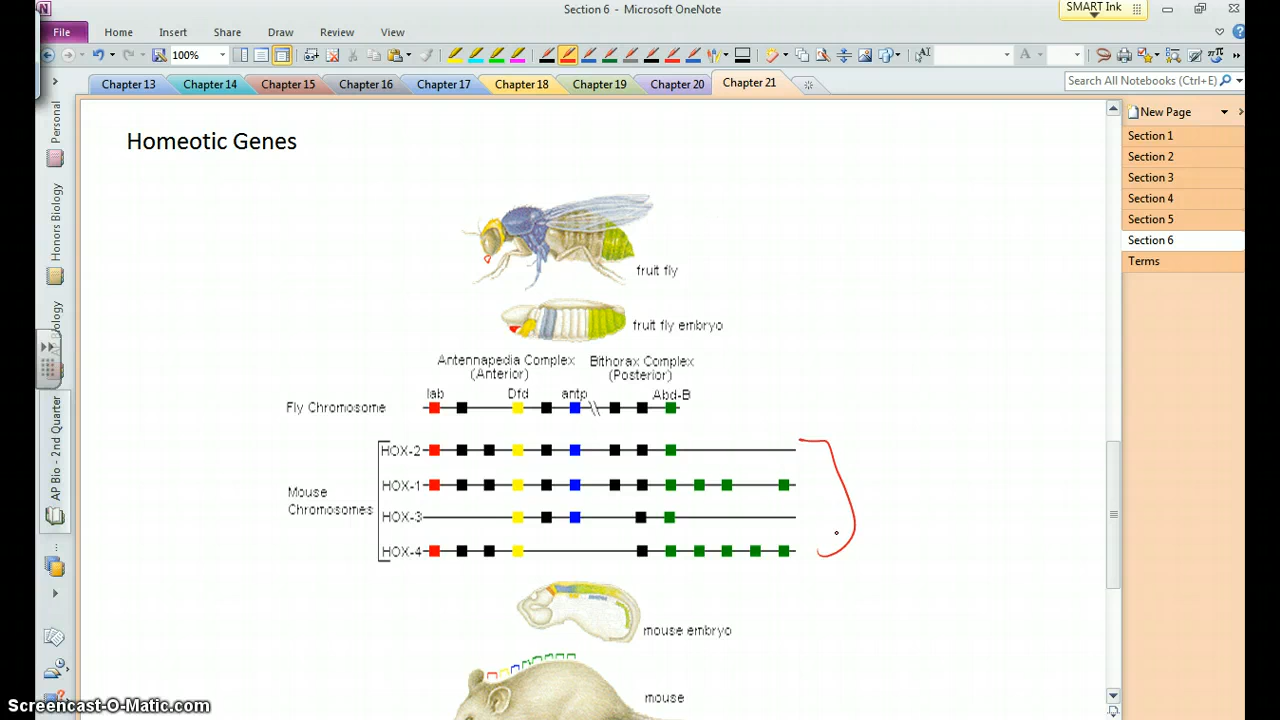 Section 6 - Microsoft OneNote
SMART Ink
File Home Insert Share Draw Review View
100%
Chapter 13 Chapter 14 Chapter 15 Chapter 16 Chapter 17 Chapter 18 Chapter 19 Chapter 20 Chapter 21
Search All Notebooks (Ctrl+E)
Personal
Honors Biology
AP Bio - 2nd Quarter
New Page
Section 1
Section 2
Section 3
Section 4
Section 5
Section 6
Terms
Homeotic Genes
fruit fly
fruit fly embryo
Antennapedia Complex
(Anterior)
Bithorax Complex
(Posterior)
lab Dfd antp Abd-B
Fly Chromosome
HOX-2
HOX-1
Mouse
Chromosomes
HOX-3
HOX-4
mouse embryo
mouse
Screencast-O-Matic.com